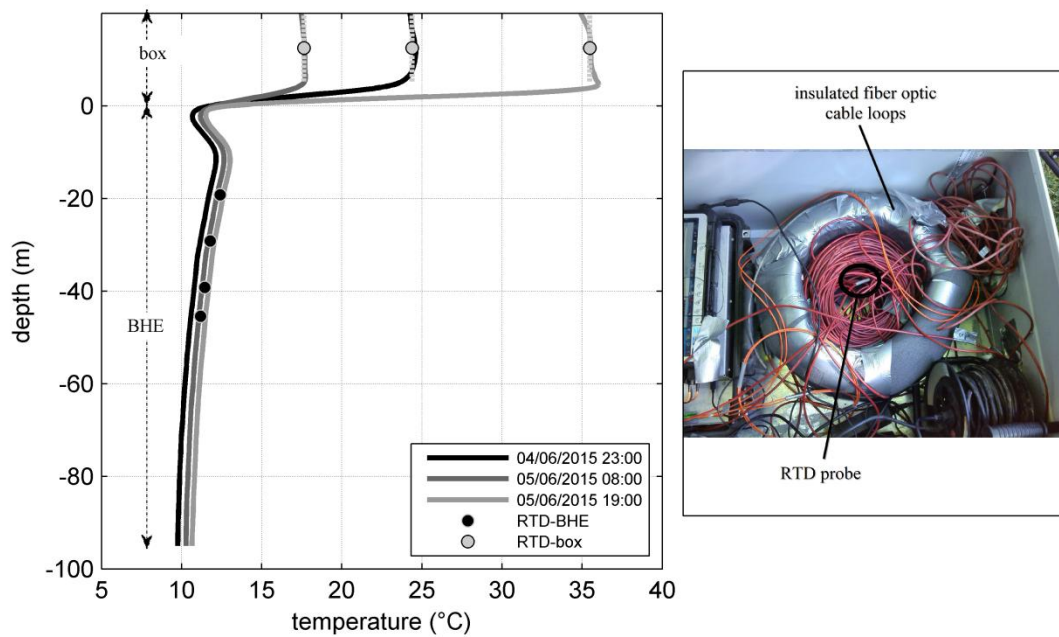 box
BHE
depth (m)
0
-20
-40
-60
-80
-100
5
10
15
20
25
30
35
40
temperature (°C)
04/06/2015 23:00
05/06/2015 08:00
05/06/2015 19:00
RTD-BHE
RTD-box
insulated fiber optic
cable loops
RTD probe